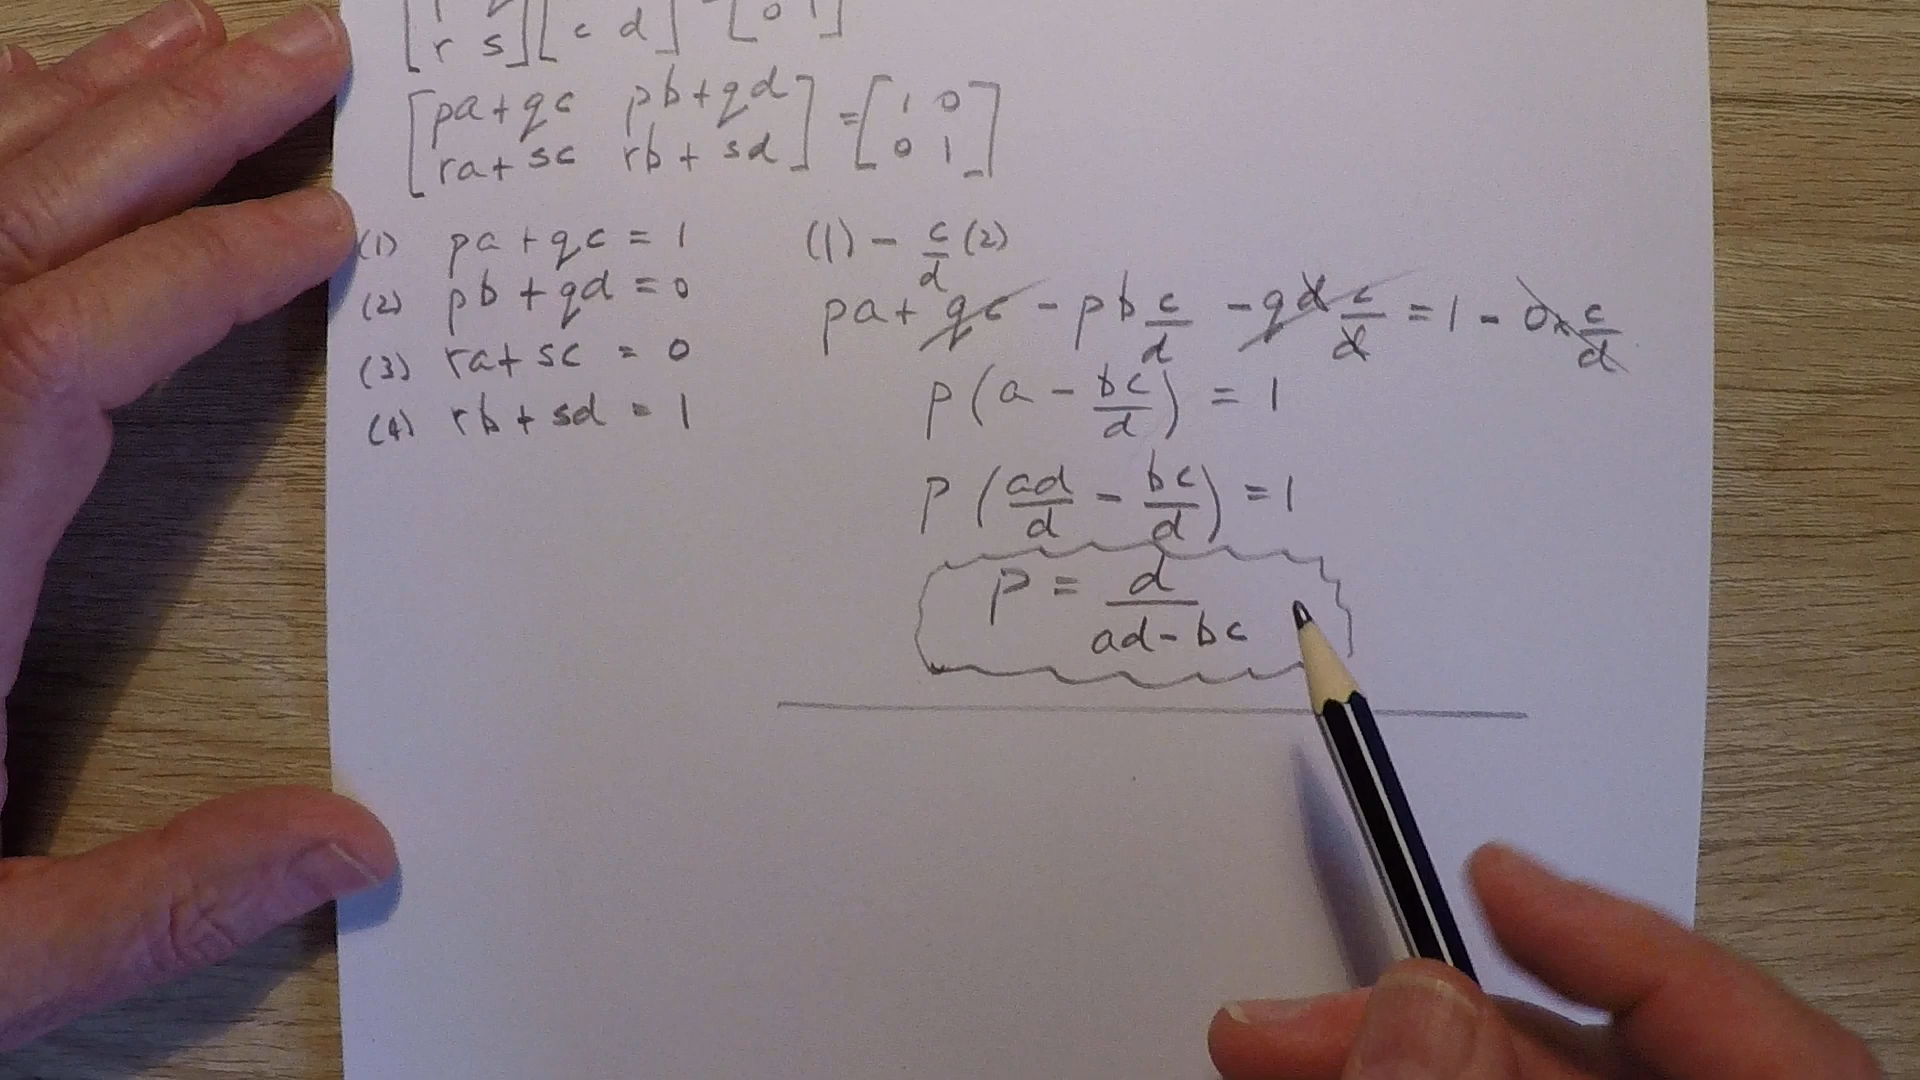 [r s][c d] [0 1]
[pa+qc pb+qd] = [1 0]
[ra+sc rb+sd] [0 1]
(1) pa+qc = 1
(2) pb+qd = 0
(3) ra+sc = 0
(4) rb+sd = 1
(1) - c/d (2)
pa + qc - pb c/d - qd c/d = 1 - 0x c/d
p(a - bc/d) = 1
p(ad/d - bc/d) = 1
p = d/(ad-bc)